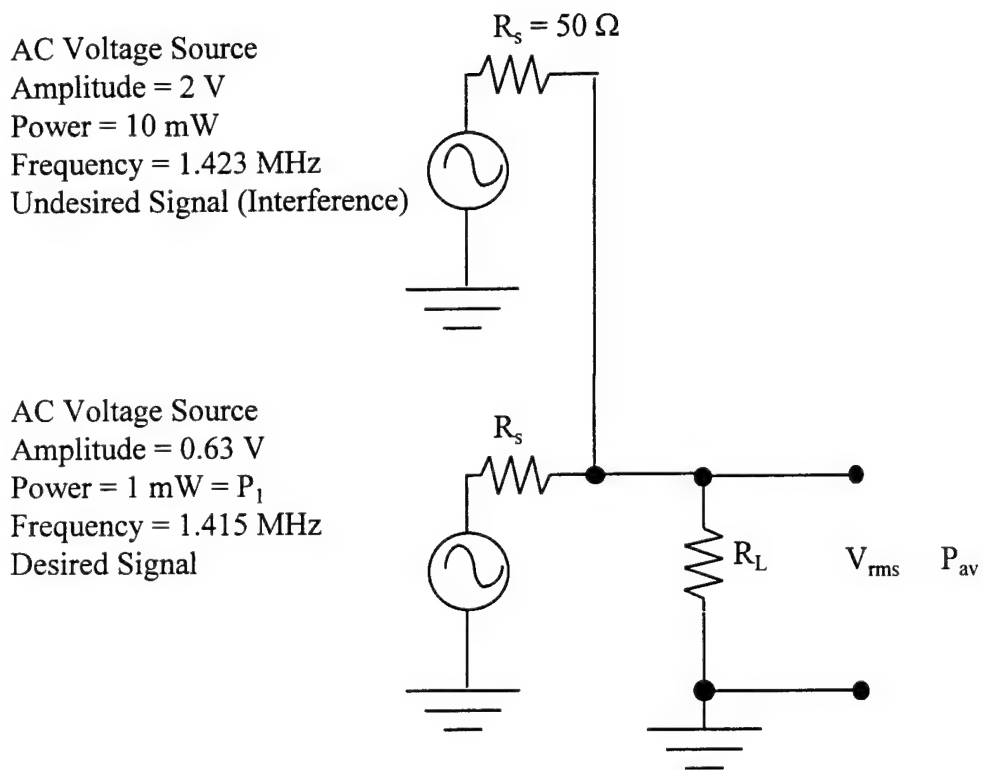 R_s = 50 Ω
AC Voltage Source
Amplitude = 2 V
Power = 10 mW
Frequency = 1.423 MHz
Undesired Signal (Interference)
AC Voltage Source
Amplitude = 0.63 V
Power = 1 mW = P_1
Frequency = 1.415 MHz
Desired Signal
R_s
R_L
V_rms P_av